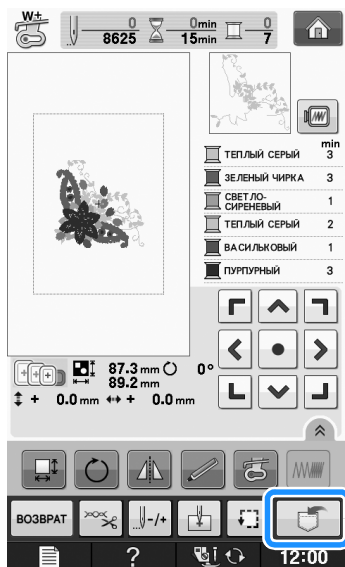 W+
0 0min 0
8625 15min 7
min
ТЕПЛЫЙ СЕРЫЙ 3
ЗЕЛЕНЫЙ ЧИРКА 3
СВЕТЛО-
СИРЕНЕВЫЙ 1
ТЕПЛЫЙ СЕРЫЙ 2
ВАСИЛЬКОВЫЙ 1
ПУРПУРНЫЙ 3
87.3 mm 0°
89.2 mm
+ 0.0 mm + 0.0 mm
ВОЗВРАТ -/+
? 12:00